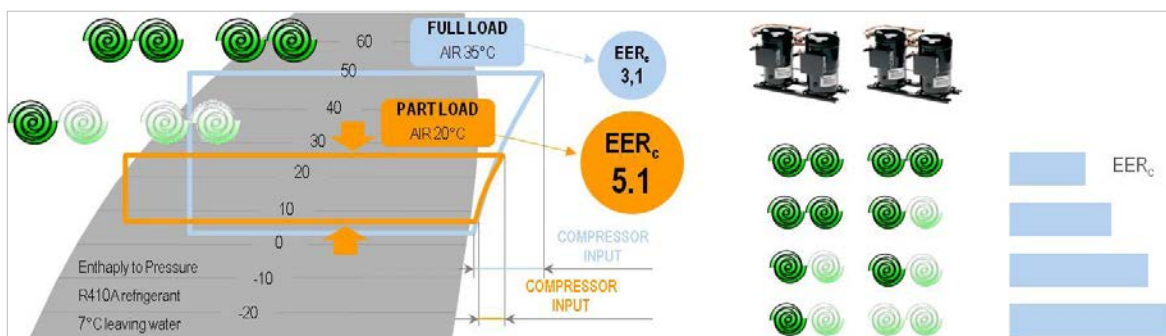 FULL LOAD
AIR 35°C
EERc
3,1
60
50
40
PART LOAD
AIR 20°C
30
EERc
5.1
20
10
0
-10
-20
COMPRESSOR
INPUT
COMPRESSOR
INPUT
Enthaply to Pressure
R410A refrigerant
7°C leaving water
EERc